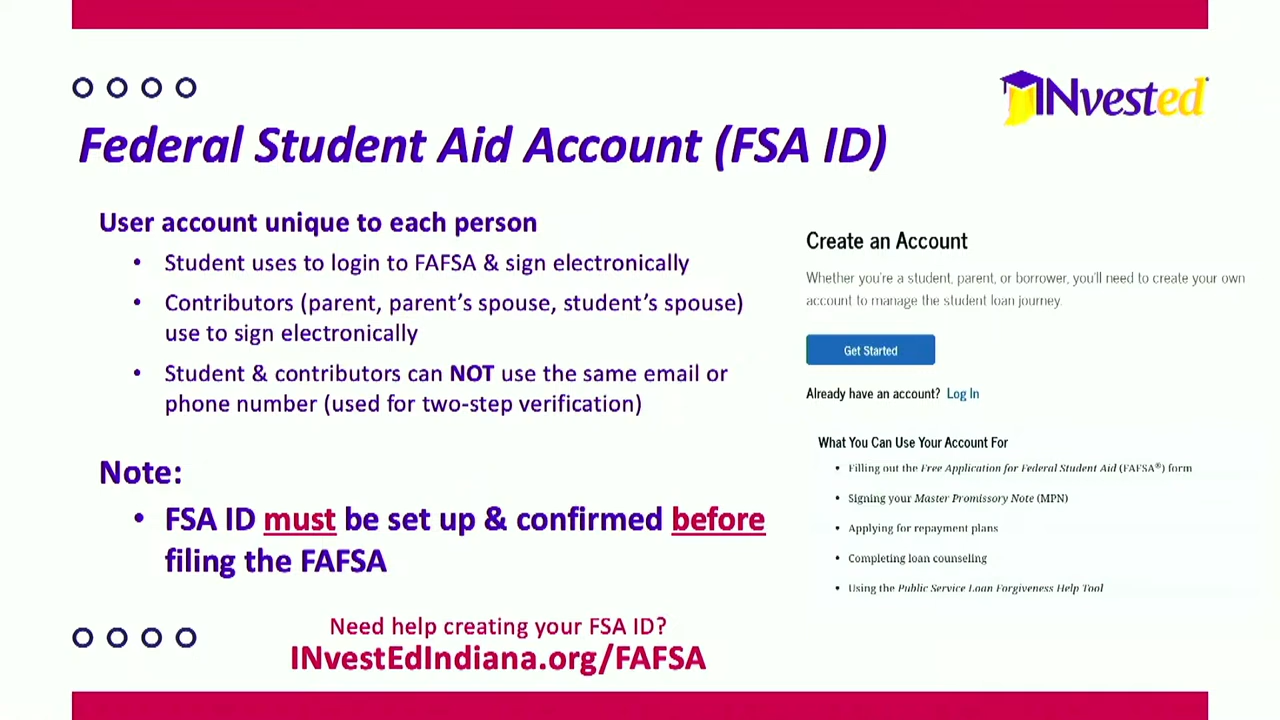 INvested
Federal Student Aid Account (FSA ID)
User account unique to each person
• Student uses to login to FAFSA & sign electronically
• Contributors (parent, parent's spouse, student's spouse)
use to sign electronically
• Student & contributors can NOT use the same email or
phone number (used for two-step verification)
Note:
• FSA ID must be set up & confirmed before
filing the FAFSA
Need help creating your FSA ID?
INvestEdIndiana.org/FAFSA
Create an Account
Whether you're a student, parent, or borrower, you'll need to create your own
account to manage the student loan journey.
Get Started
Already have an account? Log In
What You Can Use Your Account For
• Filling out the Free Application for Federal Student Aid (FAFSA®) form
• Signing your Master Promissory Note (MPN)
• Applying for repayment plans
• Completing loan counseling
• Using the Public Service Loan Forgiveness Help Tool